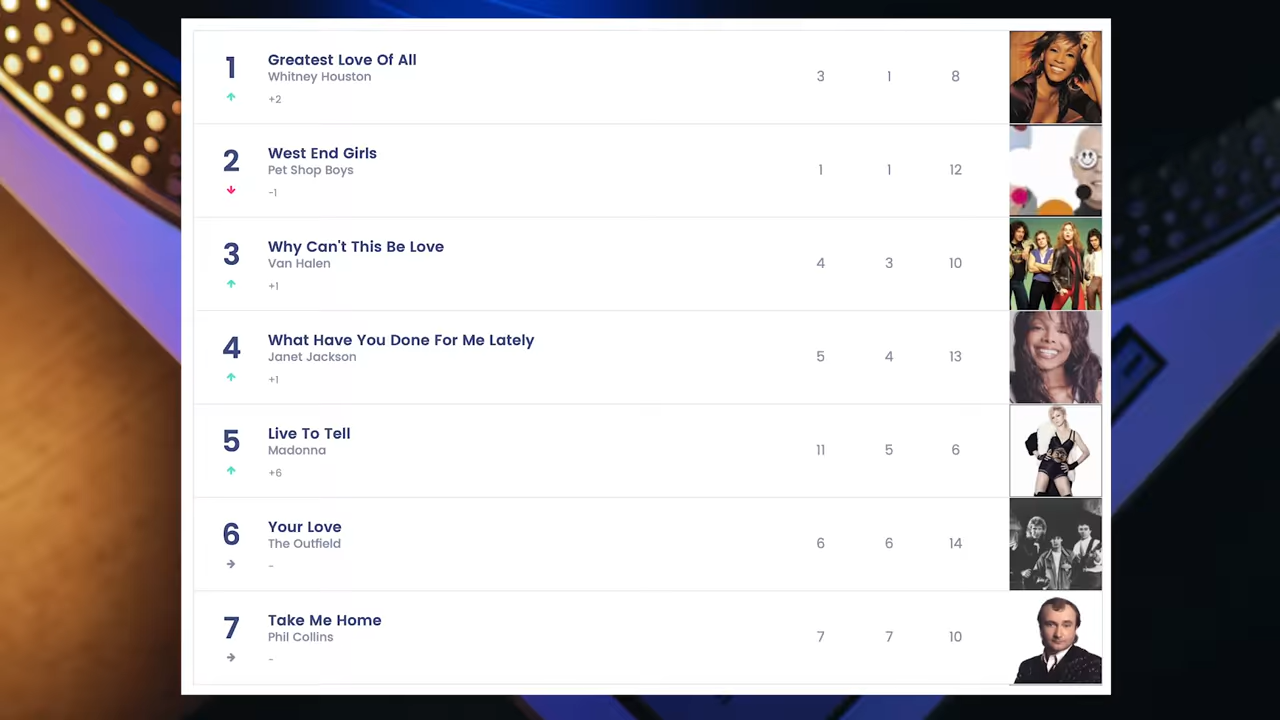 1 Greatest Love Of All 3 1 8
Whitney Houston
+2
2 West End Girls 1 1 12
Pet Shop Boys
-1
3 Why Can't This Be Love 4 3 10
Van Halen
+1
4 What Have You Done For Me Lately 5 4 13
Janet Jackson
+1
5 Live To Tell 11 5 6
Madonna
+6
6 Your Love 6 6 14
The Outfield
-
7 Take Me Home 7 7 10
Phil Collins
-